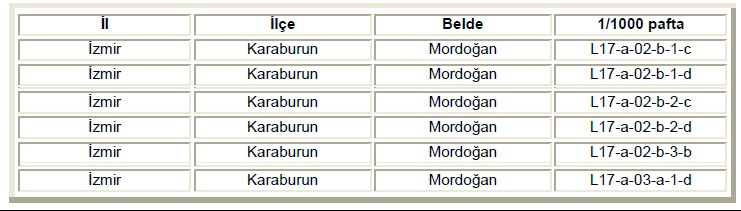 İl İlçe Belde 1/1000 pafta
İzmir Karaburun Mordoğan L17-a-02-b-1-c
İzmir Karaburun Mordoğan L17-a-02-b-1-d
İzmir Karaburun Mordoğan L17-a-02-b-2-c
İzmir Karaburun Mordoğan L17-a-02-b-2-d
İzmir Karaburun Mordoğan L17-a-02-b-3-b
İzmir Karaburun Mordoğan L17-a-03-a-1-d